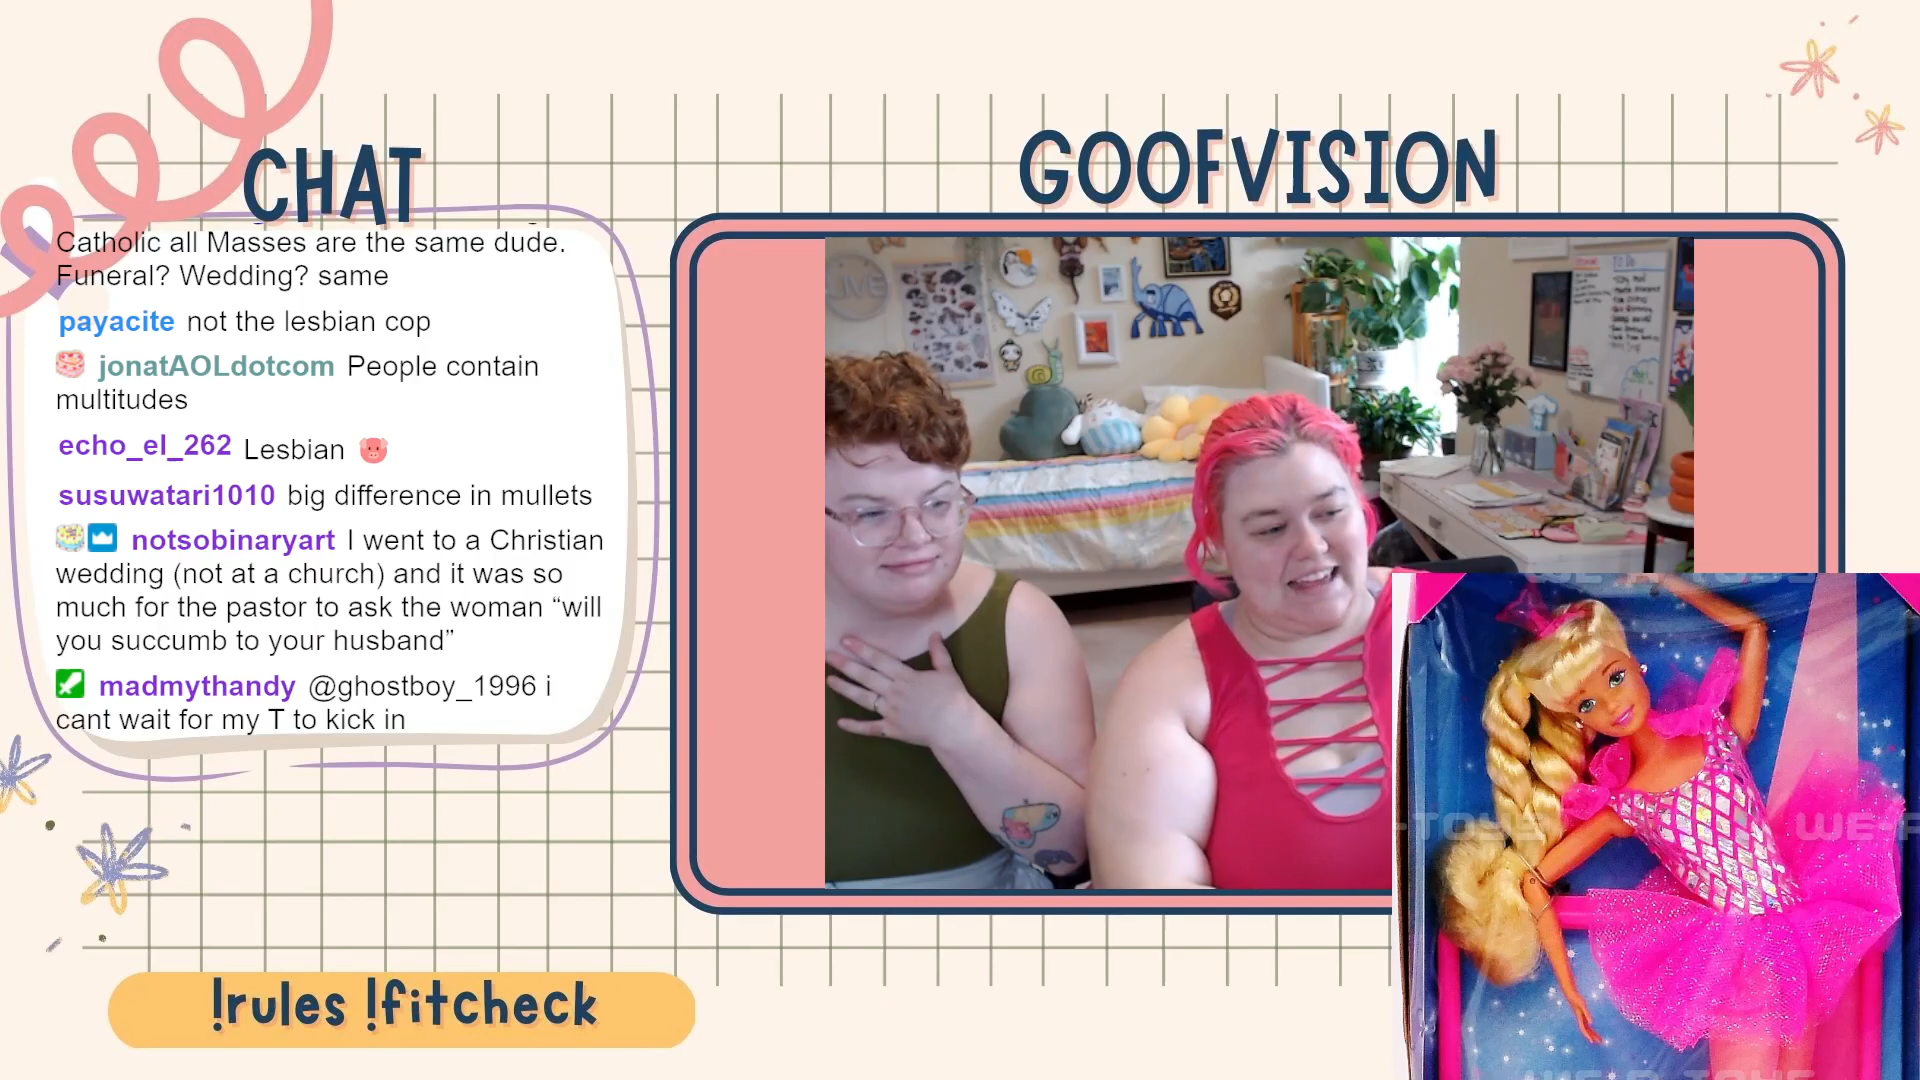 CHAT
GOOFVISION
Catholic all Masses are the same dude.
Funeral? Wedding? same
payacite not the lesbian cop
jonatAOLdotcom People contain
multitudes
echo_el_262 Lesbian
susuwatari1010 big difference in mullets
notsobinaryart I went to a Christian
wedding (not at a church) and it was so
much for the pastor to ask the woman “will
you succumb to your husband”
madmythandy @ghostboy_1996 i
cant wait for my T to kick in
!rules !fitcheck
LIVE